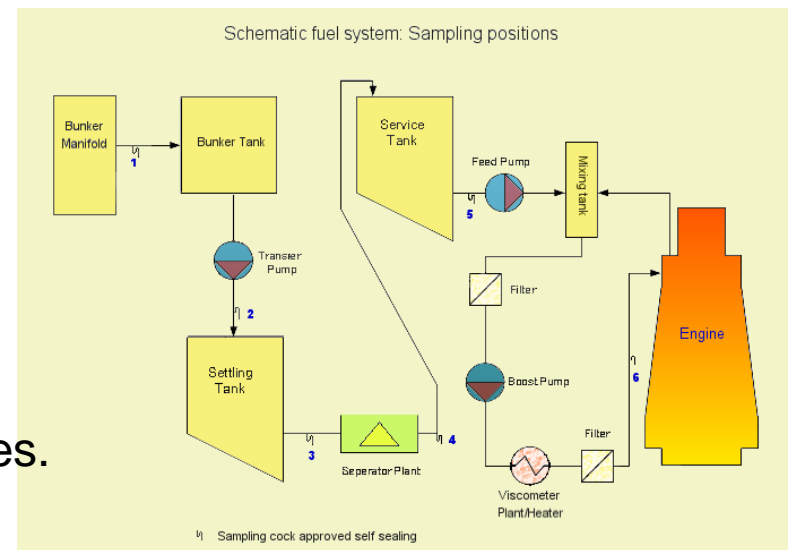 Schematic fuel system: Sampling positions
Bunker
Manifold
1
Bunker Tank
Service
Tank
Feed Pump
5
Mixing tank
Transfer
Pump
2
Filter
Engine
Settling
Tank
Boost Pump
6
es.
3
4
Seperator Plant
Filter
Viscometer
Plant/Heater
Sampling cock approved self sealing